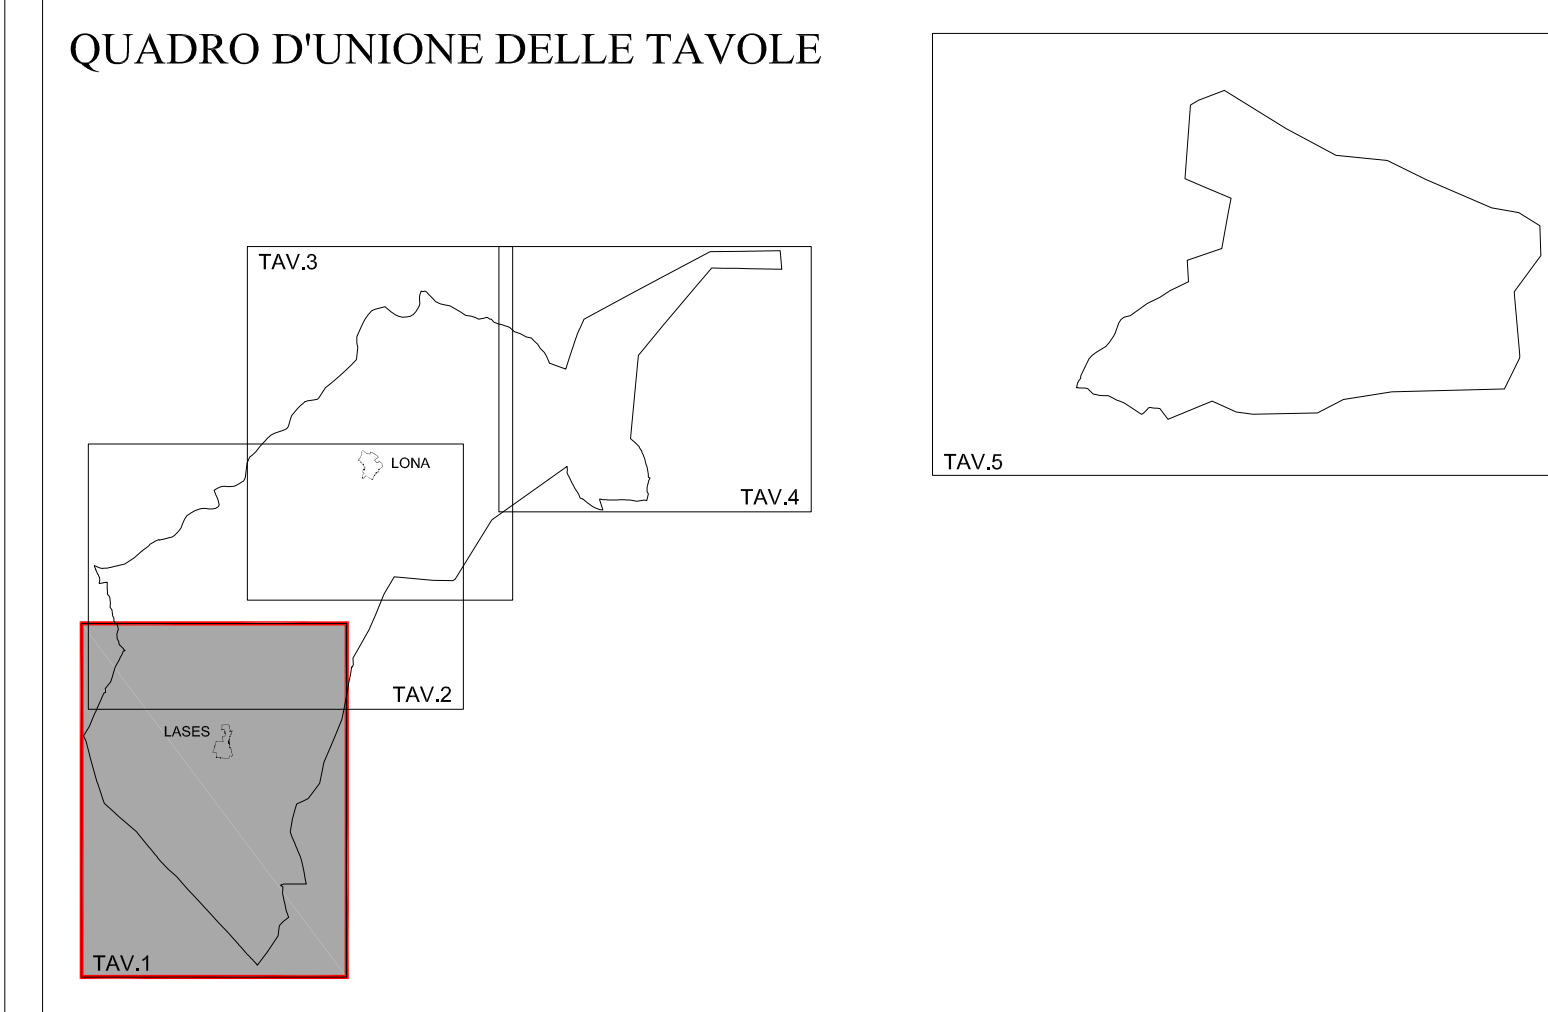 QUADRO D'UNIONE DELLE TAVOLE
TAV.3
LONA
TAV.5
TAV.4
TAV.2
LASES
TAV.1